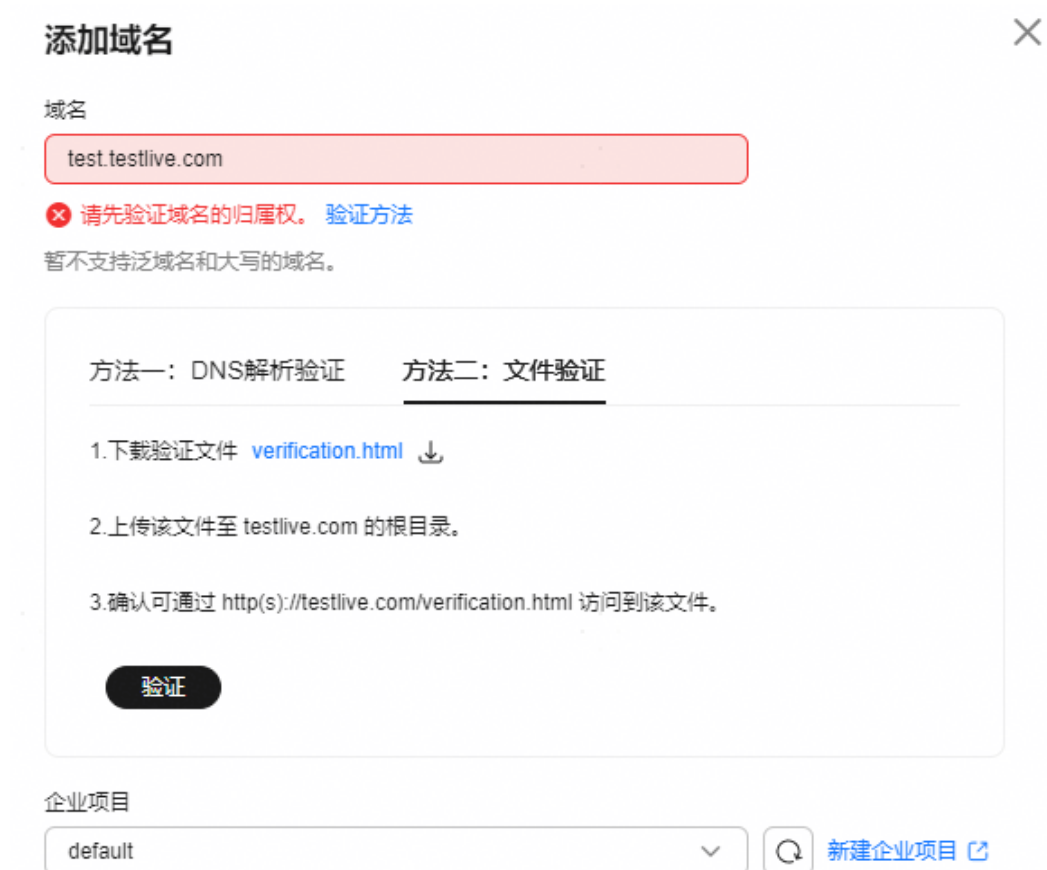 添加域名
域名
test.testlive.com
请先验证域名的归属权。 验证方法
暂不支持泛域名和大写的域名。
方法一：DNS解析验证 方法二：文件验证
1.下载验证文件 verification.html
2.上传该文件至 testlive.com 的根目录。
3.确认可通过 http(s)://testlive.com/verification.html 访问到该文件。
验证
企业项目
default 新建企业项目